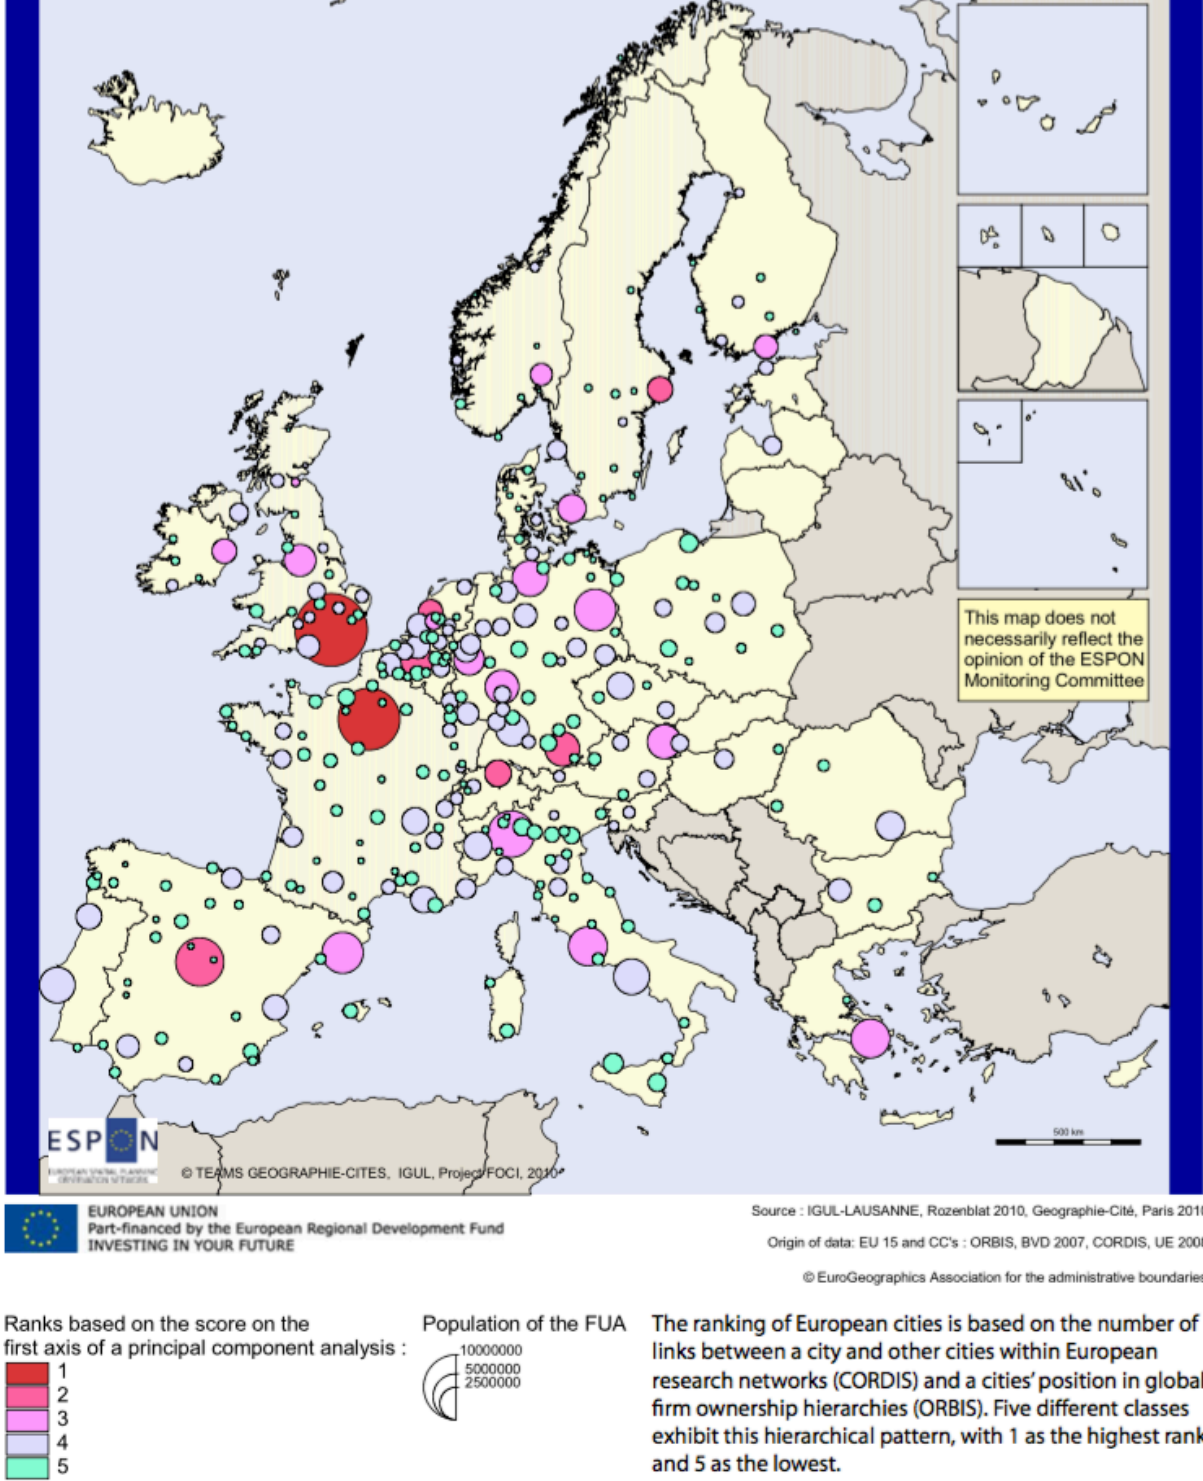 This map does not
necessarily reflect the
opinion of the ESPON
Monitoring Committee
500 km
ESPON
EUROPEAN SPATIAL PLANNING
OBSERVATION NETWORK
© TEAMS GEOGRAPHIE-CITES, IGUL, Project FOCI, 2010
EUROPEAN UNION
Part-financed by the European Regional Development Fund
INVESTING IN YOUR FUTURE
Source : IGUL-LAUSANNE, Rozenblat 2010, Geographie-Cité, Paris 2010
Origin of data: EU 15 and CC's : ORBIS, BVD 2007, CORDIS, UE 2008
© EuroGeographics Association for the administrative boundaries
Ranks based on the score on the
first axis of a principal component analysis :
1
2
3
4
5
Population of the FUA
10000000
5000000
2500000
The ranking of European cities is based on the number of
links between a city and other cities within European
research networks (CORDIS) and a cities' position in global
firm ownership hierarchies (ORBIS). Five different classes
exhibit this hierarchical pattern, with 1 as the highest rank
and 5 as the lowest.